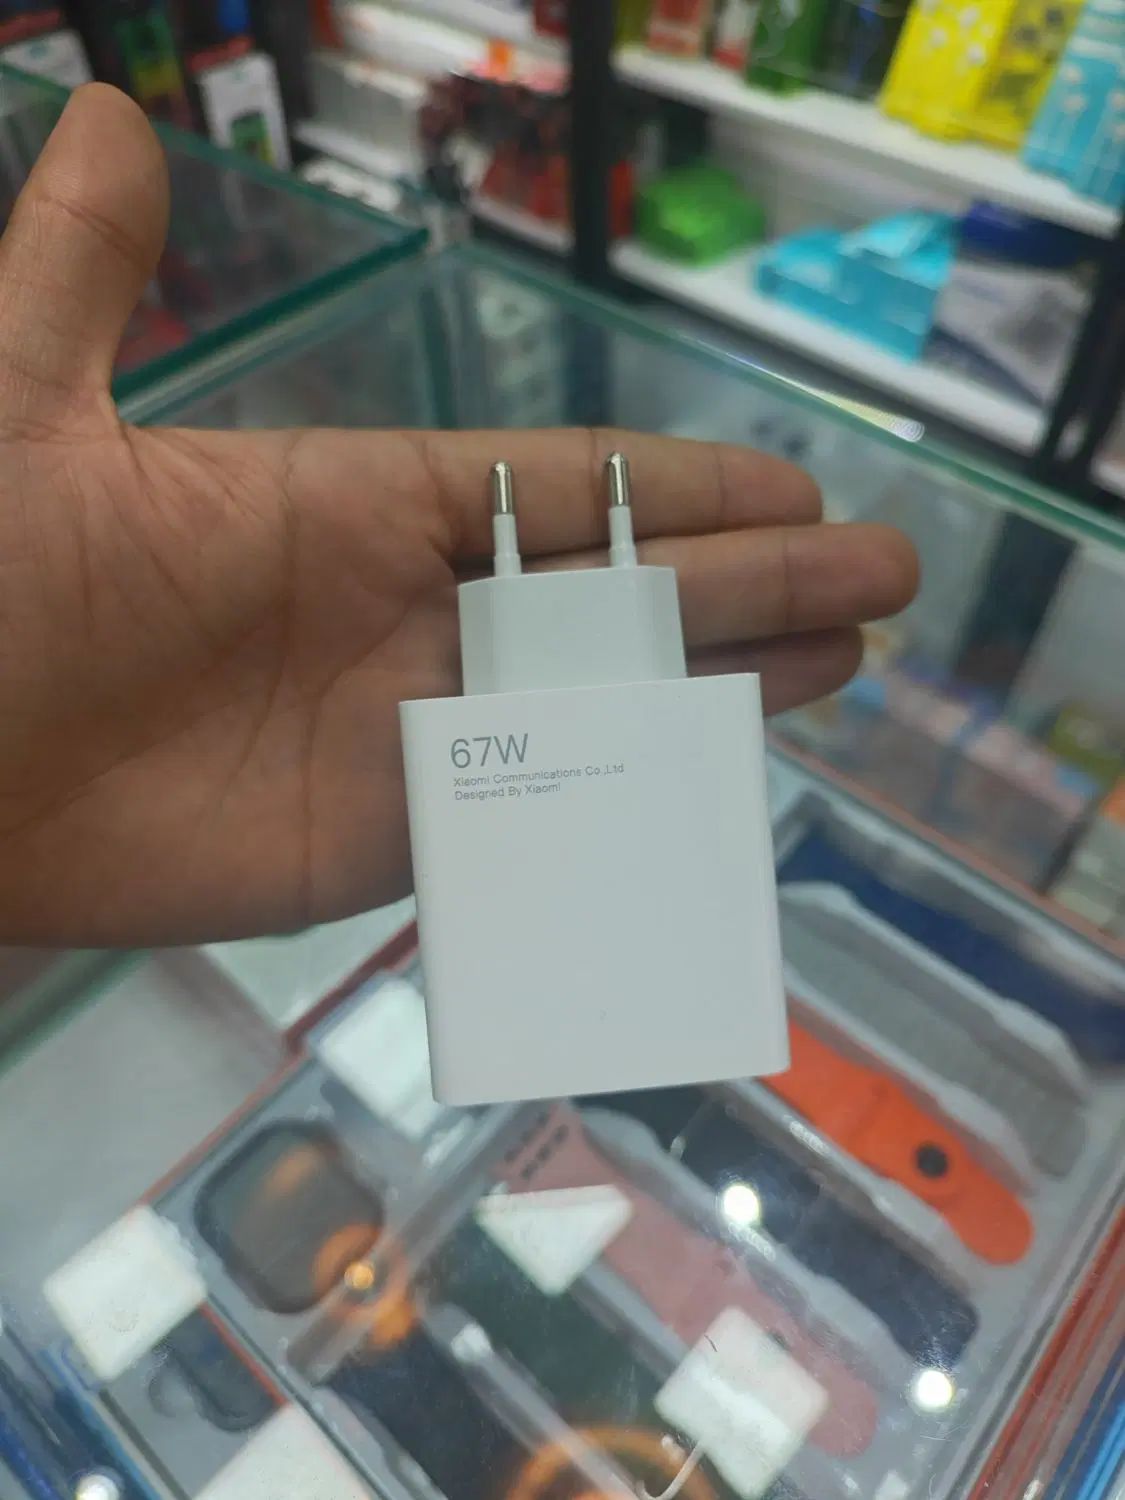 67W
Xiaomi Communications Co.,Ltd
Designed By Xiaomi